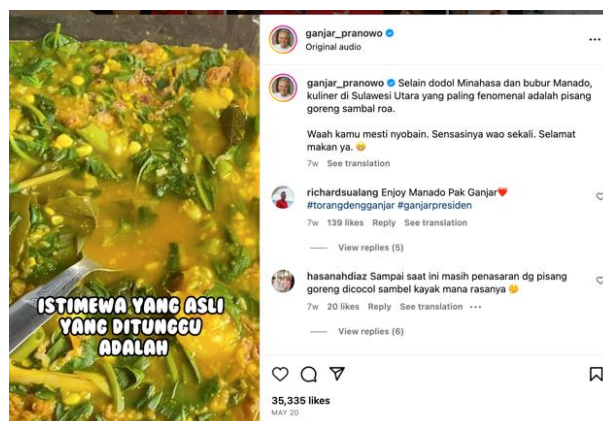 ISTIMEWA YANG ASLI
YANG DITUNGGU
ADALAH
ganjar_pranowo
Original audio
ganjar_pranowo Selain dodol Minahasa dan bubur Manado,
kuliner di Sulawesi Utara yang paling fenomenal adalah pisang
goreng sambal roa.
Waah kamu mesti nyobain. Sensasinya wao sekali. Selamat
makan ya. 😋
7w See translation
richardsualang Enjoy Manado Pak Ganjar❤️
#torangdengganjar #ganjarpresiden
7w 139 likes Reply See translation
View replies (5)
hasanahdiaz Sampai saat ini masih penasaran dg pisang
goreng dicocol sambel kayak mana rasanya
7w 20 likes Reply See translation •••
View replies (6)
35,335 likes
MAY 20